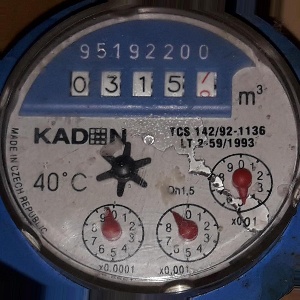 95192200
0315
m³
KADEN
TCS 142/92-1136
LT 2-59/1993
MADE IN CZECH REPUBLIC
40°C
Qn1,5
x0,01
x0.0001
x0,001